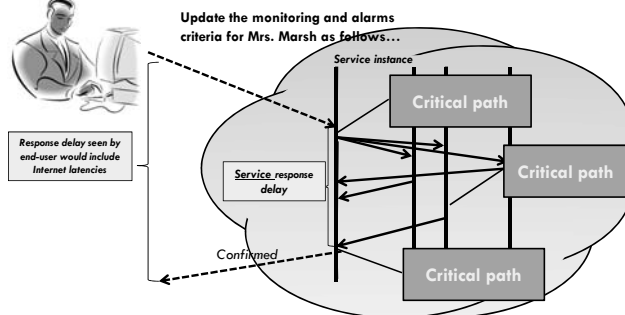 Update the monitoring and alarms
criteria for Mrs. Marsh as follows…
Service instance
Critical path
Response delay seen by
end-user would include
Internet latencies
Service response
delay
Critical path
Confirmed
Critical path